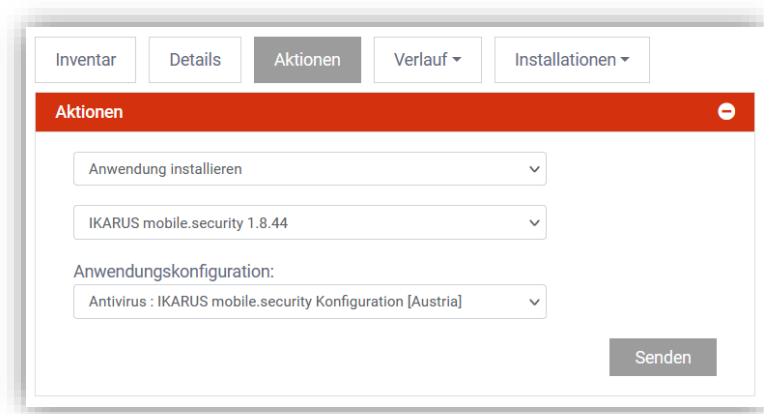 Inventar Details Aktionen Verlauf Installationen
Aktionen
Anwendung installieren
IKARUS mobile.security 1.8.44
Anwendungskonfiguration:
Antivirus : IKARUS mobile.security Konfiguration [Austria]
Senden